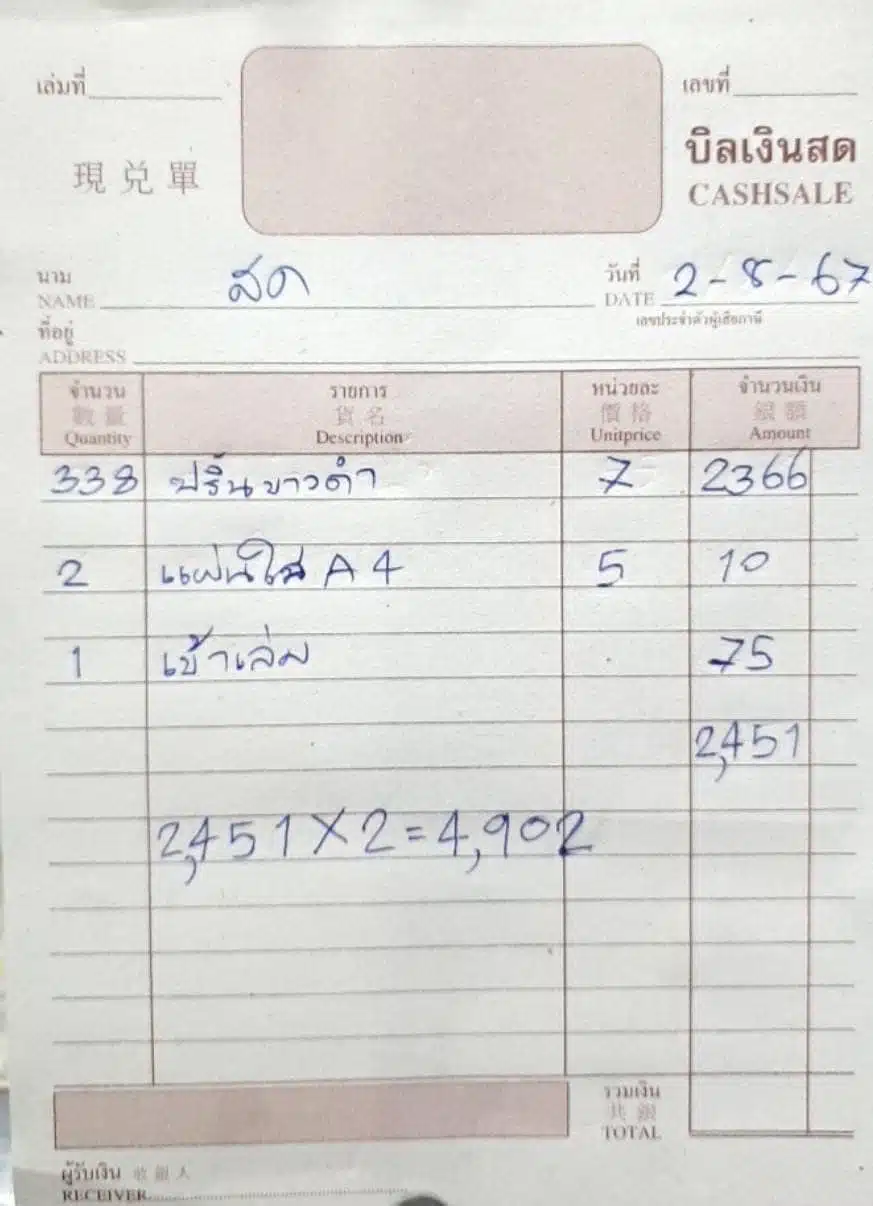 เล่มที่
เลขที่
現兑單
บิลเงินสด
CASHSALE
นาม สด วันที่ 2-8-67
NAME DATE
เลขประจำตัวผู้เสียภาษี
ที่อยู่
ADDRESS
จำนวน รายการ หน่วยละ จำนวนเงิน
數量 貨名 價格 銀額
Quantity Description Unitprice Amount
338 ปริ้นขาวดำ 7 2366
2 แผ่นใส A4 5 10
1 เข้าเล่ม 75
2,451
2,451 X 2 = 4,902
รวมเงิน
共銀
TOTAL
ผู้รับเงิน 收銀人
RECEIVER